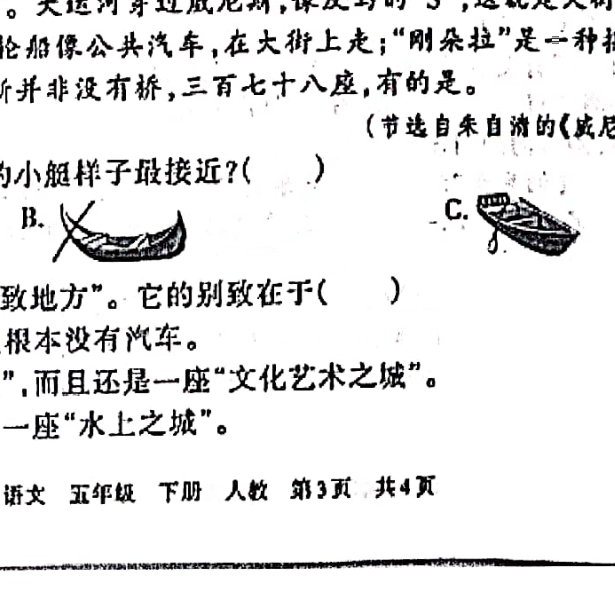 。大运河穿过威尼斯，像反写的“S”，这就是大街
轮船像公共汽车，在大街上走；“刚朵拉”是一种摇
并非没有桥，三百七十八座，有的是。
（节选自朱自清的《威尼
的小艇样子最接近？（ ）
B. C.
致地方”。它的别致在于（ ）
根本没有汽车。
”，而且还是一座“文化艺术之城”。
一座“水上之城”。
语文 五年级 下册 人教 第3页 共4页